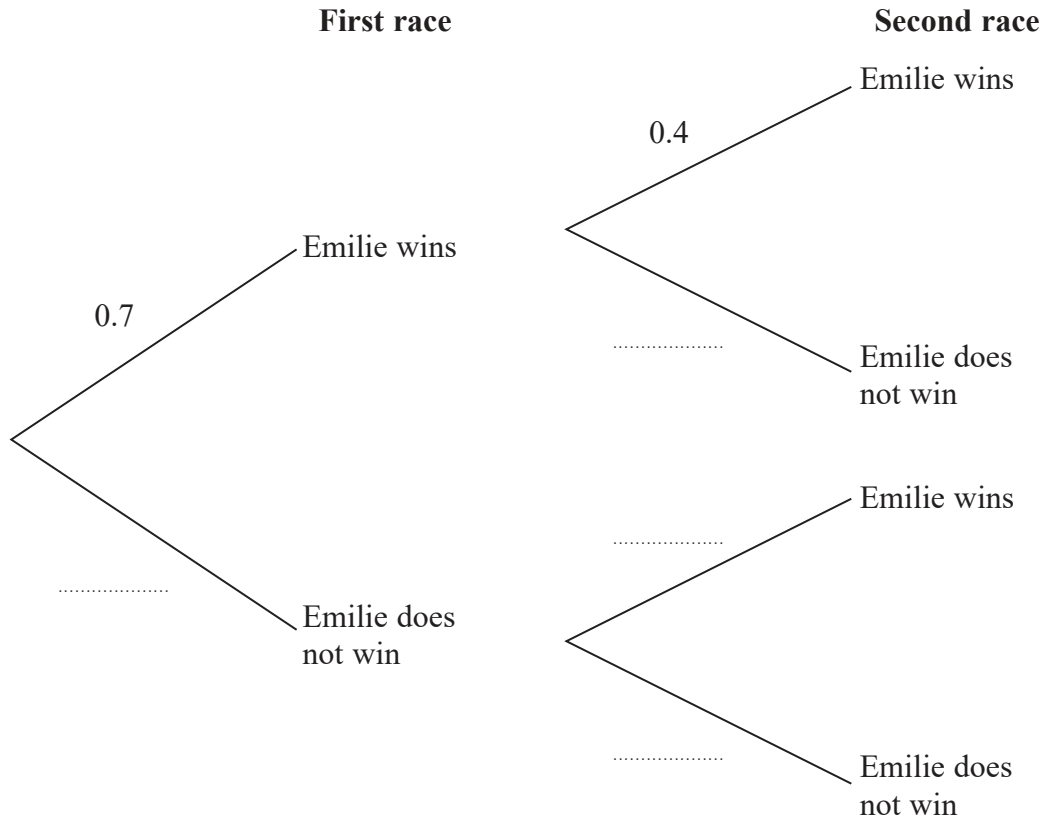 First race
Second race
Emilie wins
0.4
Emilie wins
0.7
Emilie does
not win
Emilie wins
Emilie does
not win
Emilie does
not win